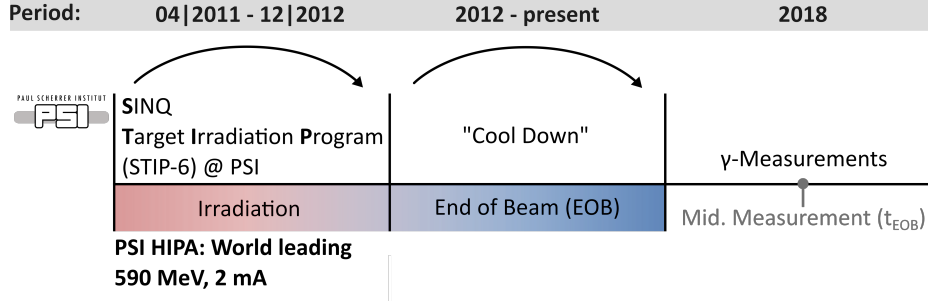 Period: 04|2011 - 12|2012 2012 - present 2018
PAUL SCHERRER INSTITUT
PSI
SINQ
Target Irradiation Program
(STIP-6) @ PSI
"Cool Down"
γ-Measurements
Irradiation
End of Beam (EOB)
Mid. Measurement (tEOB)
PSI HIPA: World leading
590 MeV, 2 mA